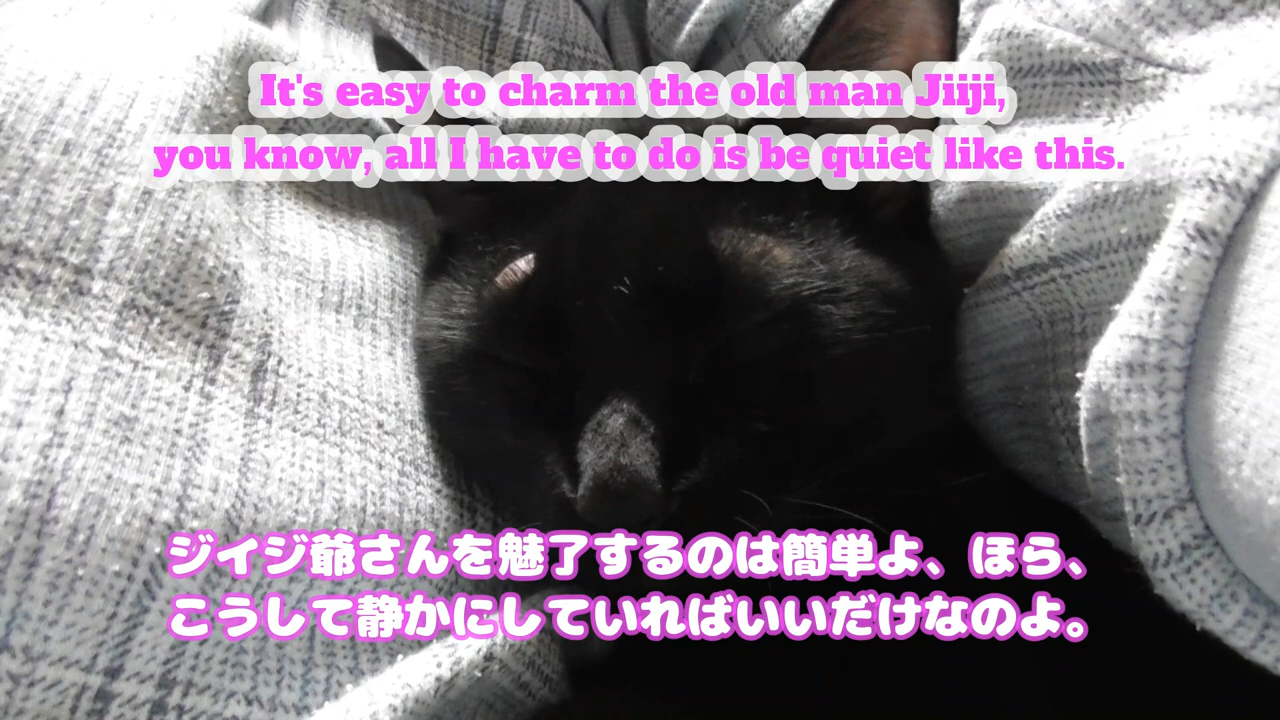 It's easy to charm the old man Jiiji,
you know, all I have to do is be quiet like this.
ジイジ爺さんを魅了するのは簡単よ、ほら、
こうして静かにしていればいいだけなのよ。